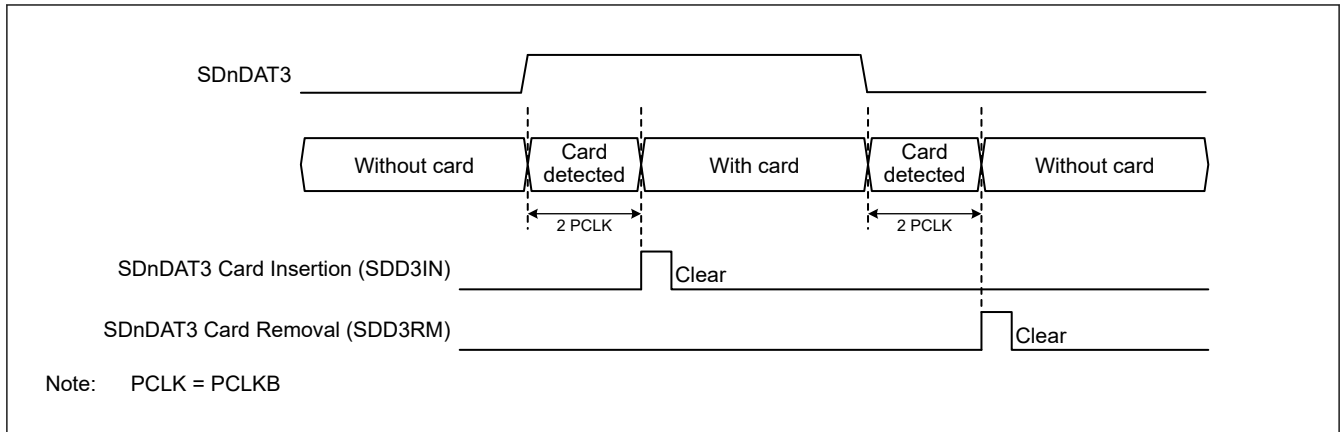 SDnDAT3
Without card
Card
detected
With card
Card
detected
Without card
2 PCLK
2 PCLK
SDnDAT3 Card Insertion (SDD3IN)
Clear
SDnDAT3 Card Removal (SDD3RM)
Clear
Note: PCLK = PCLKB